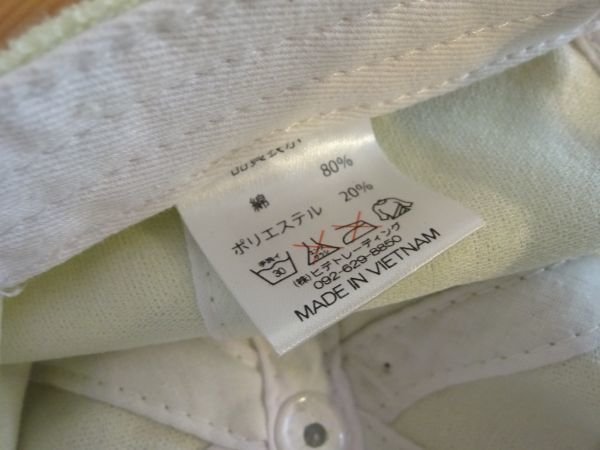 綿 80%
ポリエステル 20%
手洗イ 30
(株)ヒデトレーディング
092-629-8850
MADE IN VIETNAM